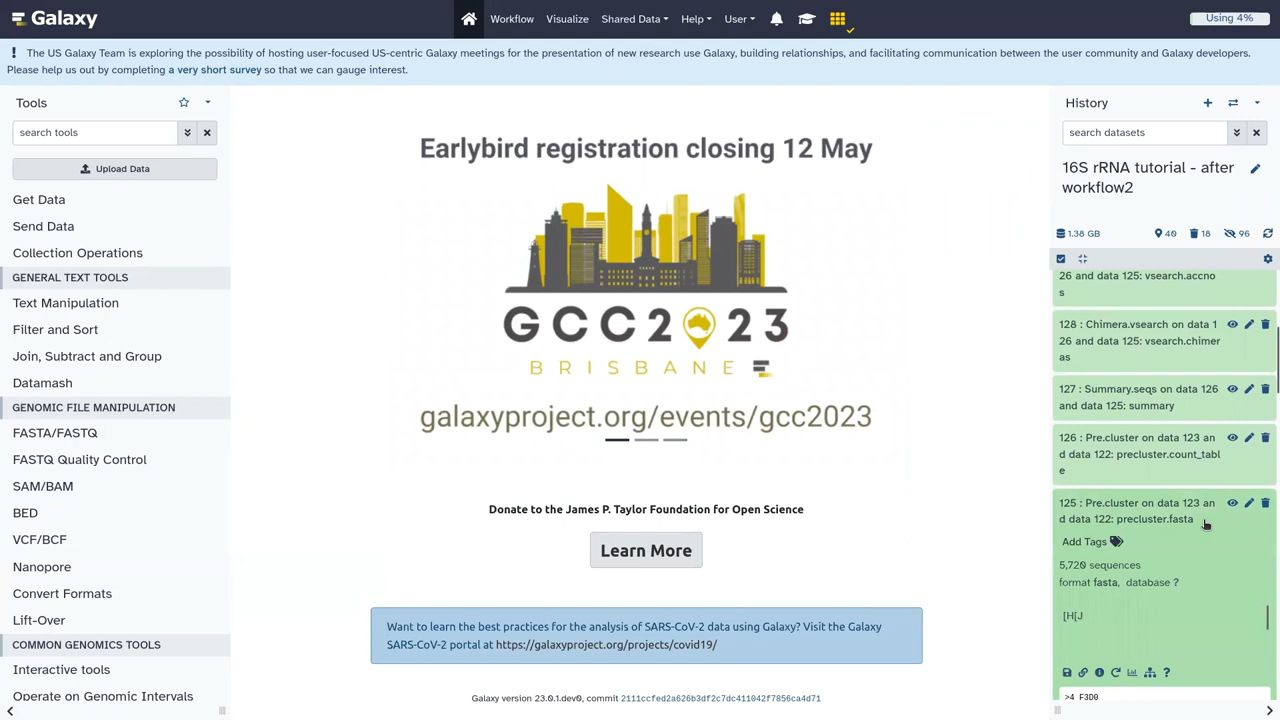 Galaxy
Workflow
Visualize
Shared Data
Help
User
Using 4%
The US Galaxy Team is exploring the possibility of hosting user-focused US-centric Galaxy meetings for the presentation of new research use Galaxy, building relationships, and facilitating communication between the user community and Galaxy developers.
Please help us out by completing a very short survey so that we can gauge interest.
Tools
search tools
Upload Data
Get Data
Send Data
Collection Operations
GENERAL TEXT TOOLS
Text Manipulation
Filter and Sort
Join, Subtract and Group
Datamash
GENOMIC FILE MANIPULATION
FASTA/FASTQ
FASTQ Quality Control
SAM/BAM
BED
VCF/BCF
Nanopore
Convert Formats
Lift-Over
COMMON GENOMICS TOOLS
Interactive tools
Operate on Genomic Intervals
Earlybird registration closing 12 May
GCC2023
BRISBANE
galaxyproject.org/events/gcc2023
Donate to the James P. Taylor Foundation for Open Science
Learn More
Want to learn the best practices for the analysis of SARS-CoV-2 data using Galaxy? Visit the Galaxy
SARS-CoV-2 portal at https://galaxyproject.org/projects/covid19/
Galaxy version 23.0.1.dev0, commit 2111ccfed2a626b3df2c7dc411042f7856ca4d71
History
search datasets
16S rRNA tutorial - after
workflow2
1.38 GB
40
18
96
26 and data 125: vsearch.accno
s
128 : Chimera.vsearch on data 1
26 and data 125: vsearch.chimer
as
127 : Summary.seqs on data 126
and data 125: summary
126 : Pre.cluster on data 123 an
d data 122: precluster.count_tabl
e
125 : Pre.cluster on data 123 an
d data 122: precluster.fasta
Add Tags
5,720 sequences
format fasta, database ?
[H[J
>4 F3D0